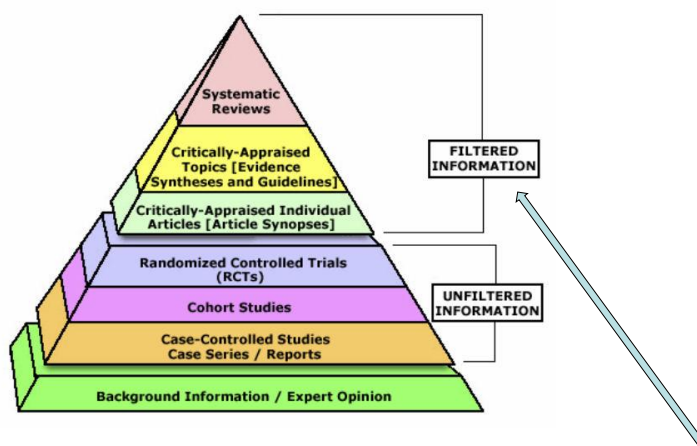 Systematic
Reviews
Critically-Appraised
Topics [Evidence
Syntheses and Guidelines]
Critically-Appraised Individual
Articles [Article Synopses]
FILTERED
INFORMATION
Randomized Controlled Trials
(RCTs)
Cohort Studies
Case-Controlled Studies
Case Series / Reports
UNFILTERED
INFORMATION
Background Information / Expert Opinion